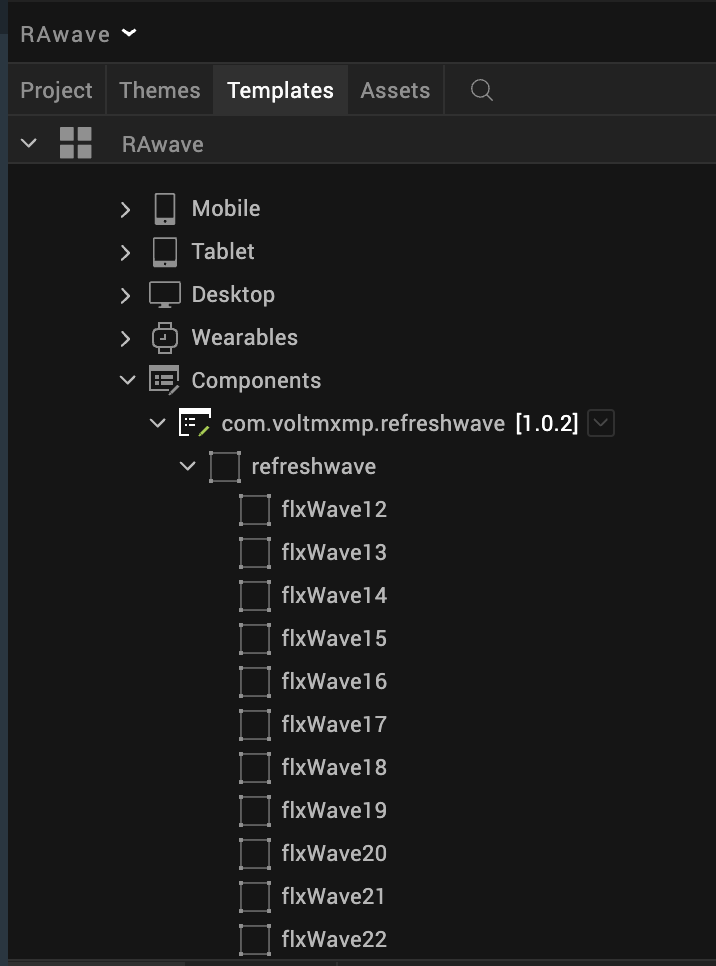 RAwave
Project Themes Templates Assets
RAwave
Mobile
Tablet
Desktop
Wearables
Components
com.voltmxmp.refreshwave [1.0.2]
refreshwave
flxWave12
flxWave13
flxWave14
flxWave15
flxWave16
flxWave17
flxWave18
flxWave19
flxWave20
flxWave21
flxWave22